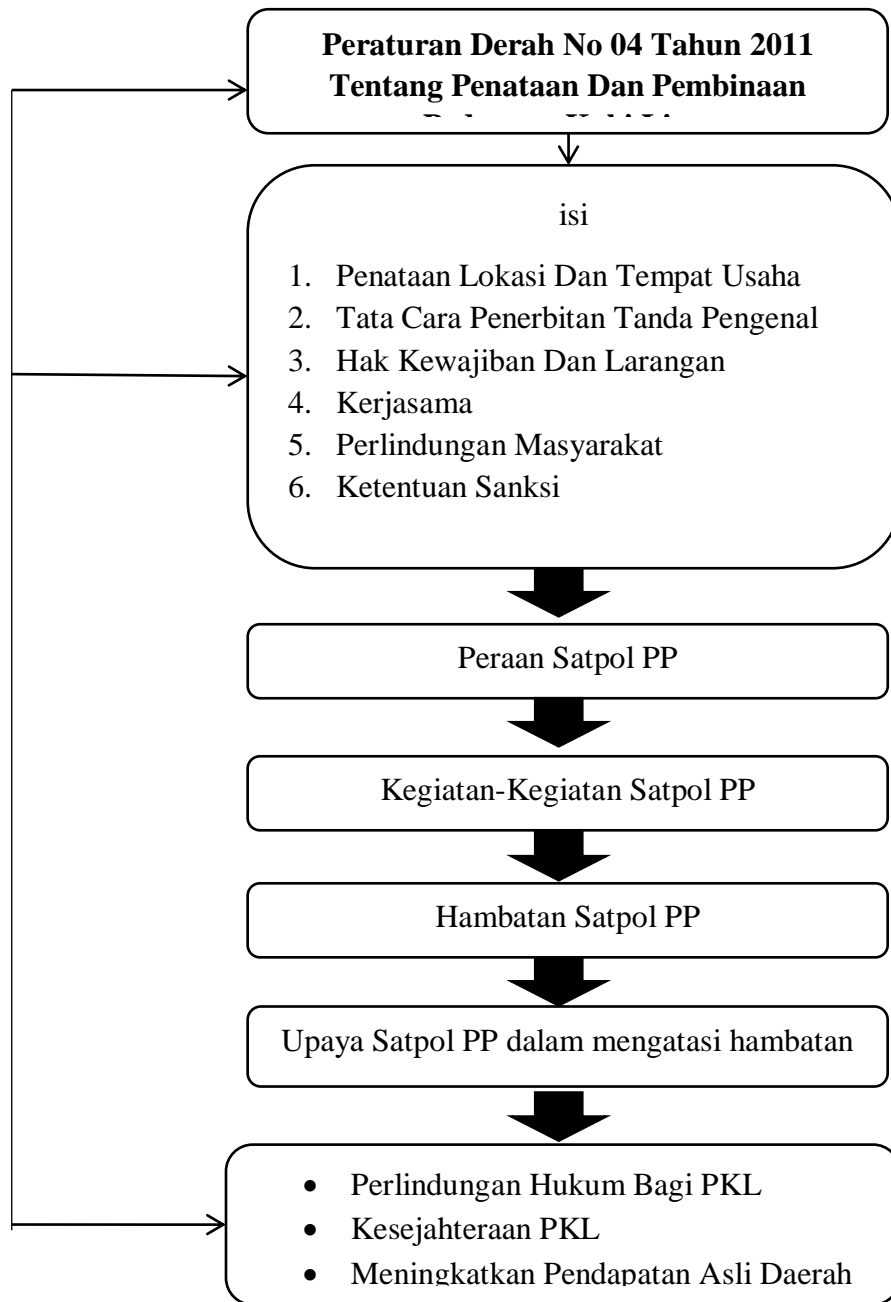 Peraturan Derah No 04 Tahun 2011
Tentang Penataan Dan Pembinaan
isi
1. Penataan Lokasi Dan Tempat Usaha
2. Tata Cara Penerbitan Tanda Pengenal
3. Hak Kewajiban Dan Larangan
4. Kerjasama
5. Perlindungan Masyarakat
6. Ketentuan Sanksi
Peraan Satpol PP
Kegiatan-Kegiatan Satpol PP
Hambatan Satpol PP
Upaya Satpol PP dalam mengatasi hambatan
• Perlindungan Hukum Bagi PKL
• Kesejahteraan PKL
• Meningkatkan Pendapatan Asli Daerah